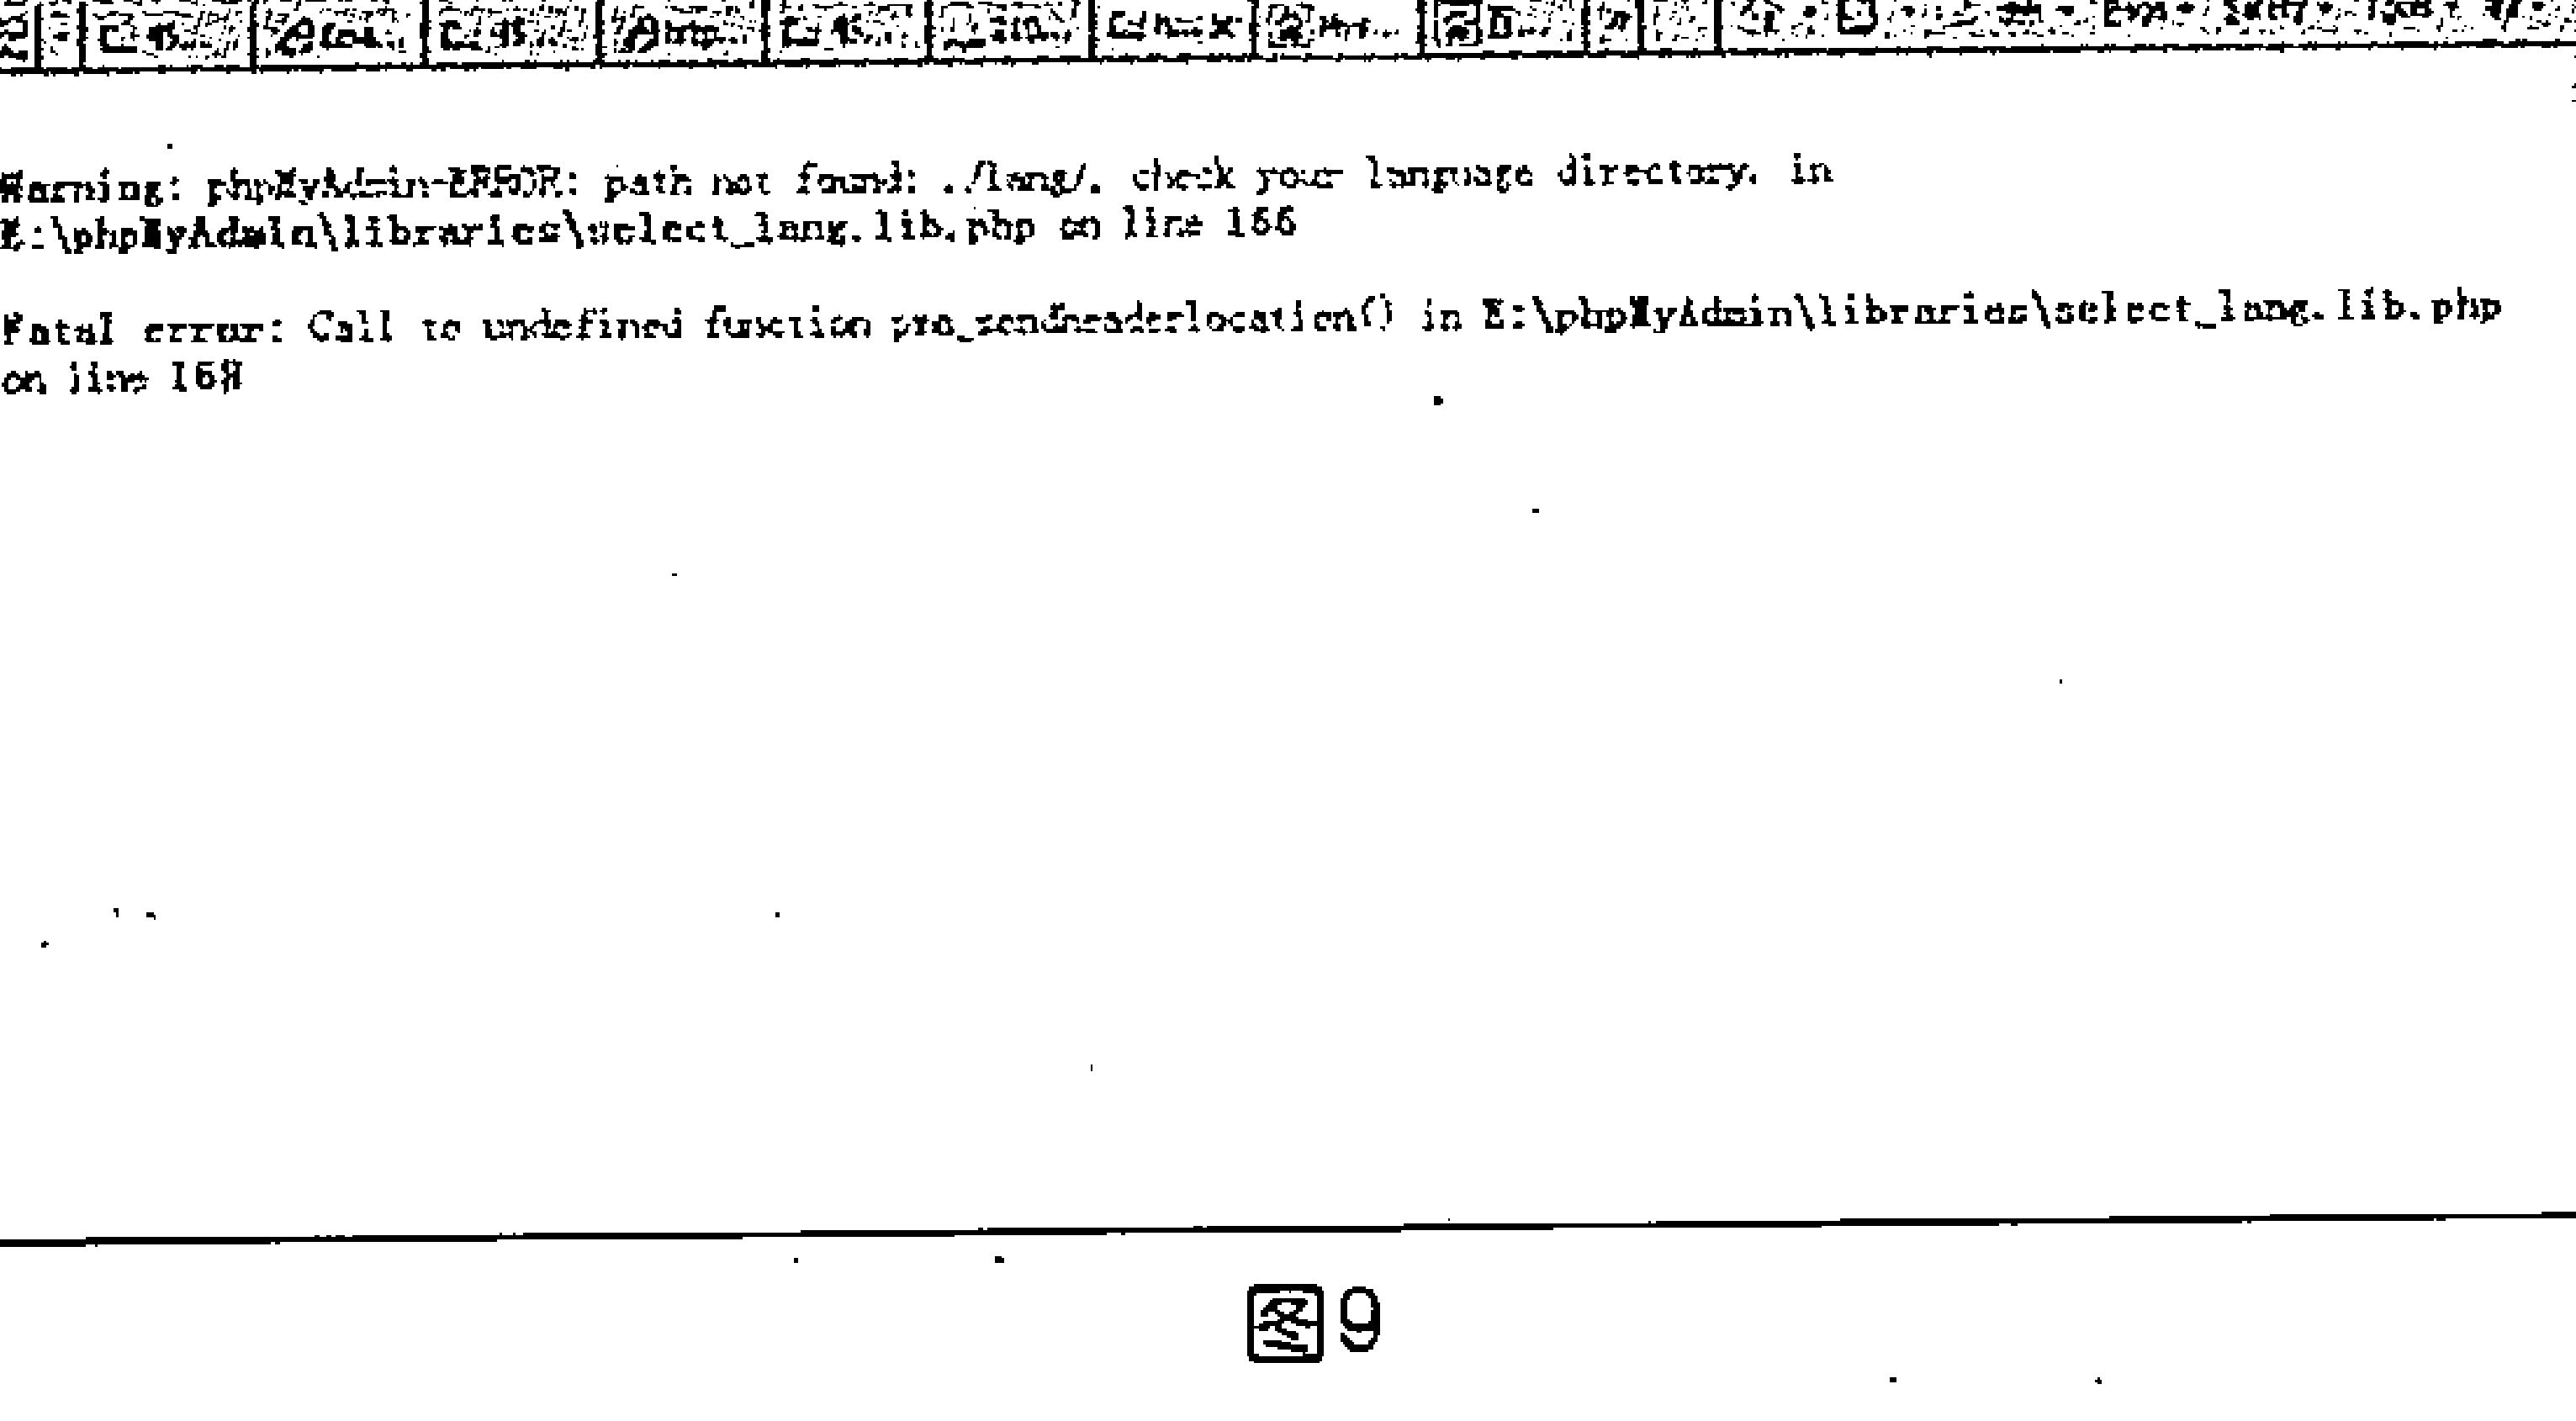 Warning: phpMyAdmin-ERROR: path not found: ./lang/, check your language directory. in
E:\phpMyAdmin\libraries\select_lang.lib.php on line 166
Fatal error: Call to undefined function pma_sendheaderlocation() in E:\phpMyAdmin\libraries\select_lang.lib.php
on line 168
图9